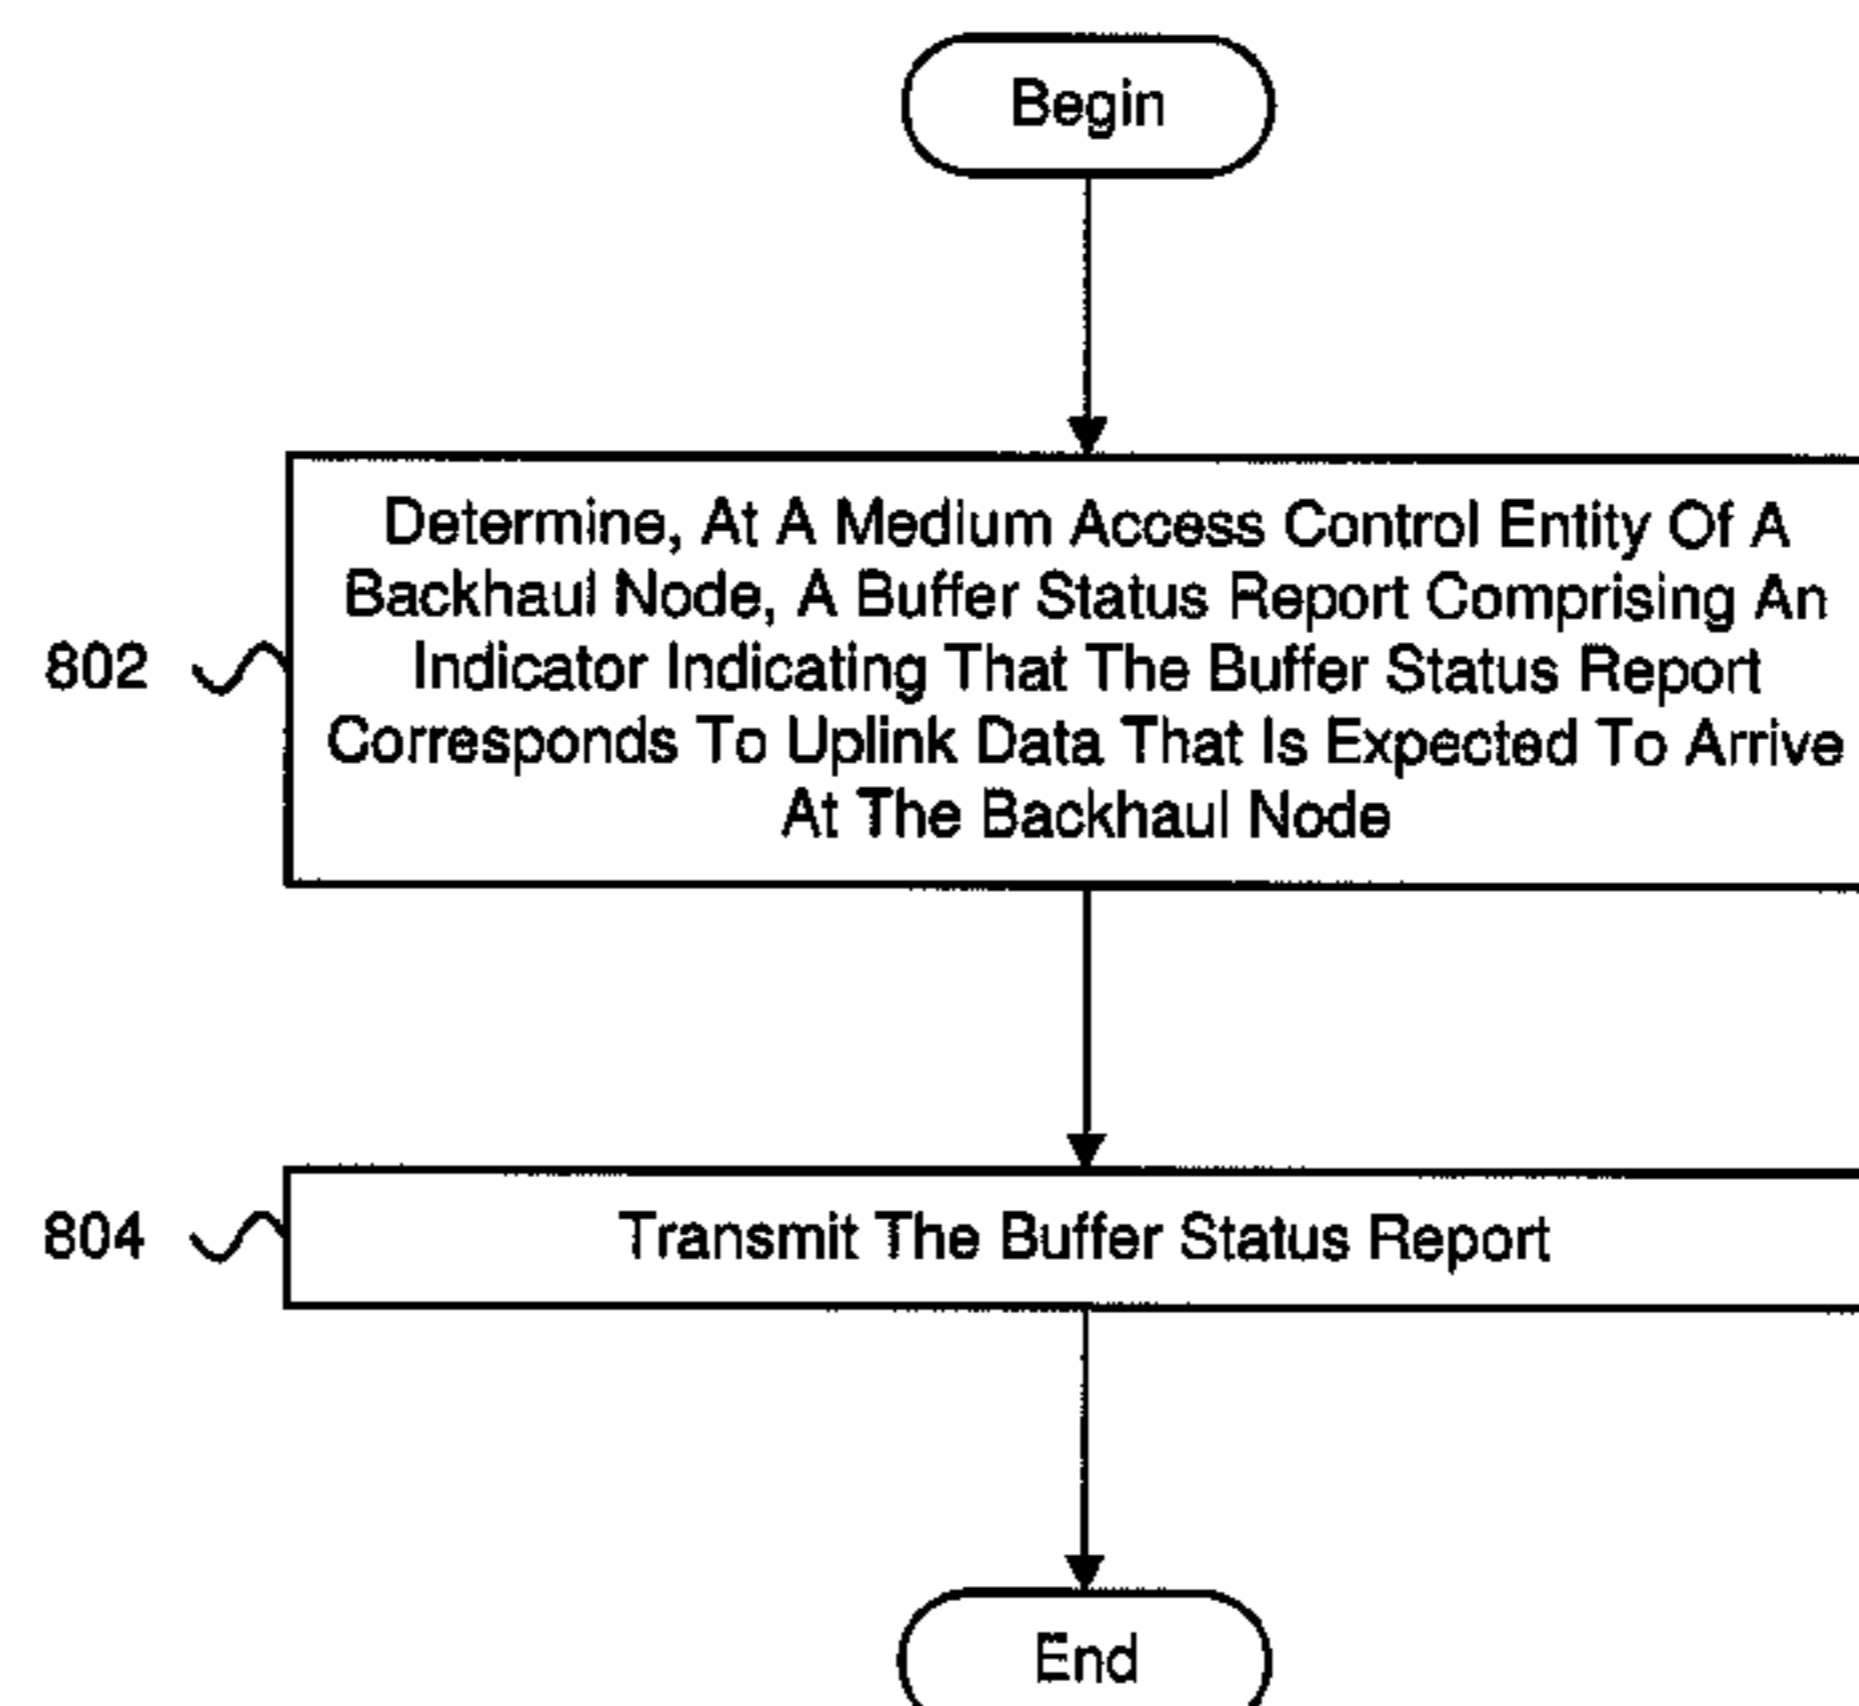 Begin
Determine, At A Medium Access Control Entity Of A
Backhaul Node, A Buffer Status Report Comprising An
802
Indicator Indicating That The Buffer Status Report
Corresponds To Uplink Data That Is Expected To Arrive
At The Backhaul Node
804
Transmit The Buffer Status Report
End